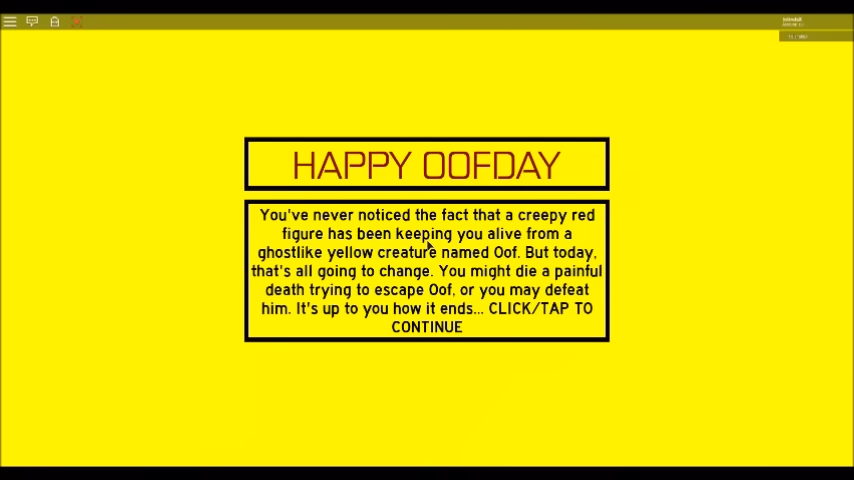 HAPPY OOFDAY
You've never noticed the fact that a creepy red
figure has been keeping you alive from a
ghostlike yellow creature named Oof. But today,
that's all going to change. You might die a painful
death trying to escape Oof, or you may defeat
him. It's up to you how it ends... CLICK/TAP TO
CONTINUE